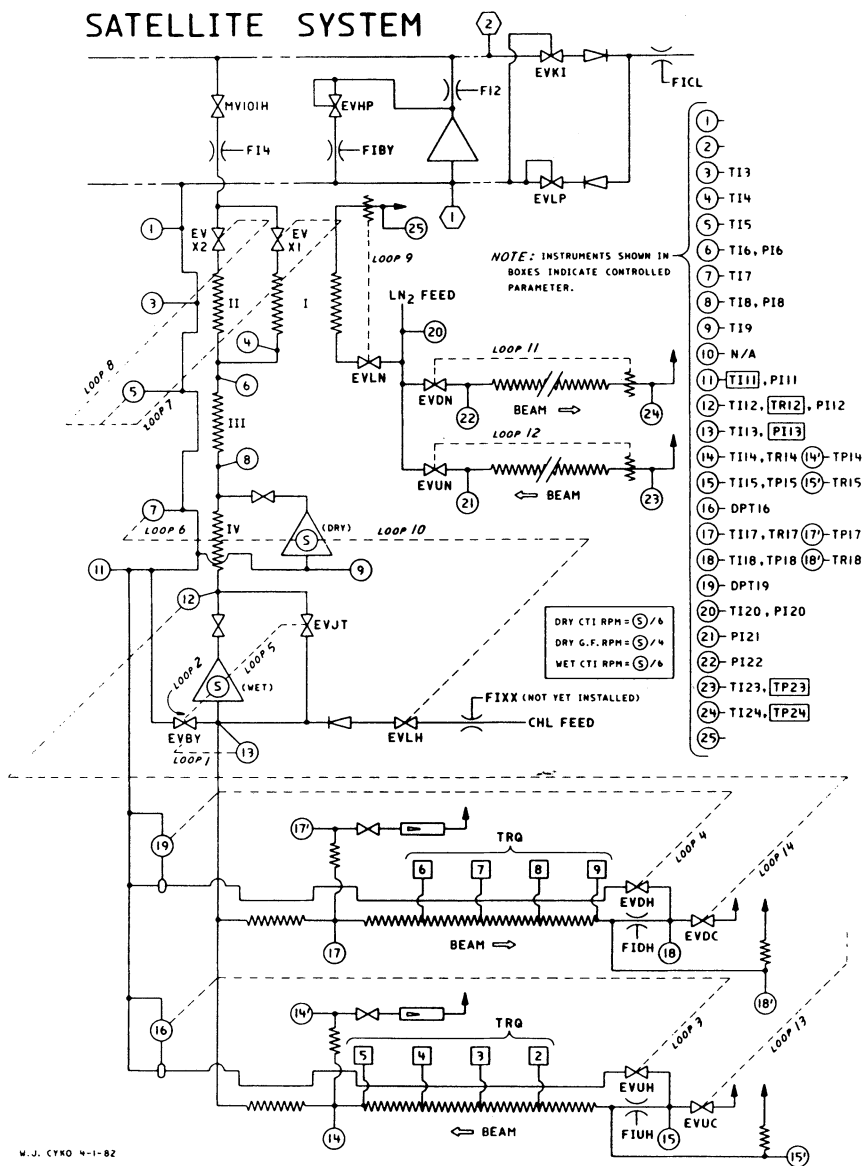 SATELLITE SYSTEM
2
EVKI
FICL
MV101H
EVHP
FI2
FI4
FIBY
1
EVLP
1
EV X2
EV X1
25
LOOP 9
NOTE: INSTRUMENTS SHOWN IN
BOXES INDICATE CONTROLLED
PARAMETER.
3
II
I
4
LN2 FEED
20
LOOP 8
LOOP 7
5
6
EVLN
LOOP 11
EVDN
22
BEAM
24
III
LOOP 12
8
EVUN
21
BEAM
23
7
LOOP 6
IV
(DRY)
S
LOOP 10
11
9
12
EVJT
DRY CTI RPM = S/6
DRY G.F. RPM = S/4
WET CTI RPM = S/6
LOOP 2
LOOP 5
S
(WET)
FIXX (NOT YET INSTALLED)
EVBY
EVLH
CHL FEED
LOOP 1
13
1 -
2 -
3 - TI3
4 - TI4
5 - TI5
6 - TI6, PI6
7 - TI7
8 - TI8, PI8
9 - TI9
10 - N/A
11 - TI11, PI11
12 - TI12, TR12, PI12
13 - TI13, PI13
14 - TI14, TR14 14' - TP14
15 - TI15, TP15 15' - TR15
16 - DPT16
17 - TI17, TR17 17' - TP17
18 - TI18, TP18 18' - TR18
19 - DPT19
20 - TI20, PI20
21 - PI21
22 - PI22
23 - TI23, TP23
24 - TI24, TP24
25 -
17'
TRQ
LOOP 4
LOOP 14
19
6
7
8
9
EVDH
17
BEAM
FIDH
18
EVDC
18'
14'
TRQ
LOOP 3
LOOP 13
16
5
4
3
2
EVUH
14
BEAM
FIUH
15
EVUC
15'
W.J. CYKO 4-1-82